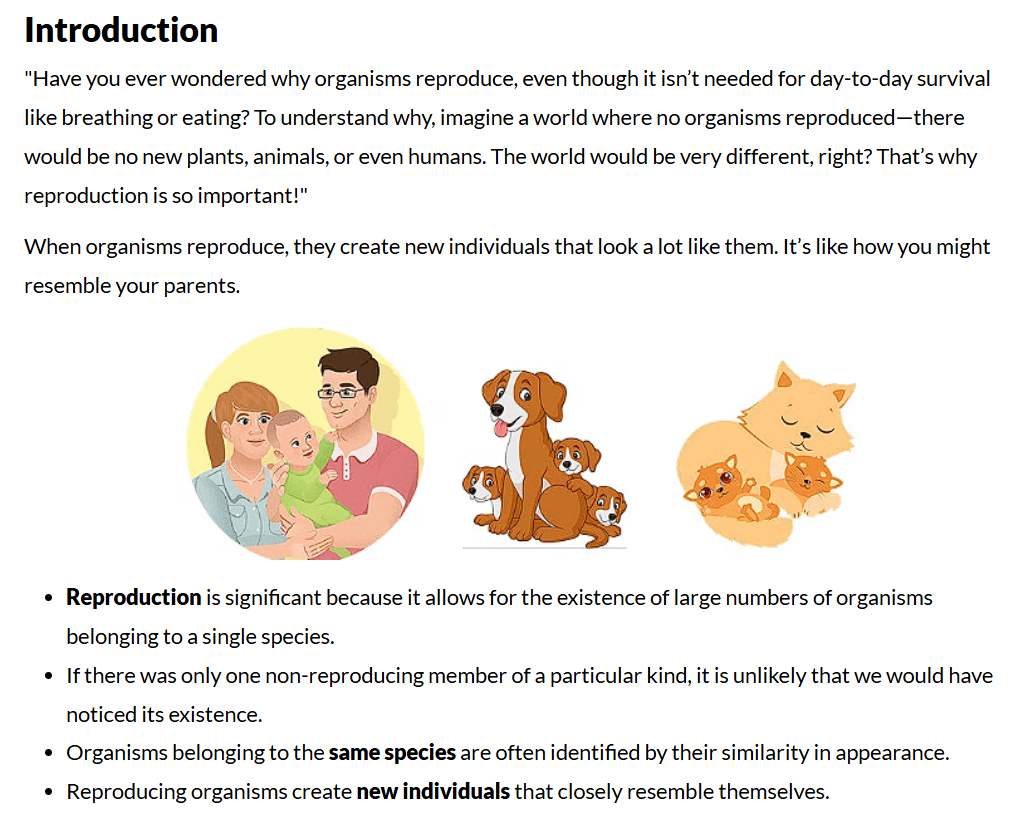 Introduction
"Have you ever wondered why organisms reproduce, even though it isn’t needed for day-to-day survival
like breathing or eating? To understand why, imagine a world where no organisms reproduced—there
would be no new plants, animals, or even humans. The world would be very different, right? That’s why
reproduction is so important!"
When organisms reproduce, they create new individuals that look a lot like them. It’s like how you might
resemble your parents.
• Reproduction is significant because it allows for the existence of large numbers of organisms
belonging to a single species.
• If there was only one non-reproducing member of a particular kind, it is unlikely that we would have
noticed its existence.
• Organisms belonging to the same species are often identified by their similarity in appearance.
• Reproducing organisms create new individuals that closely resemble themselves.